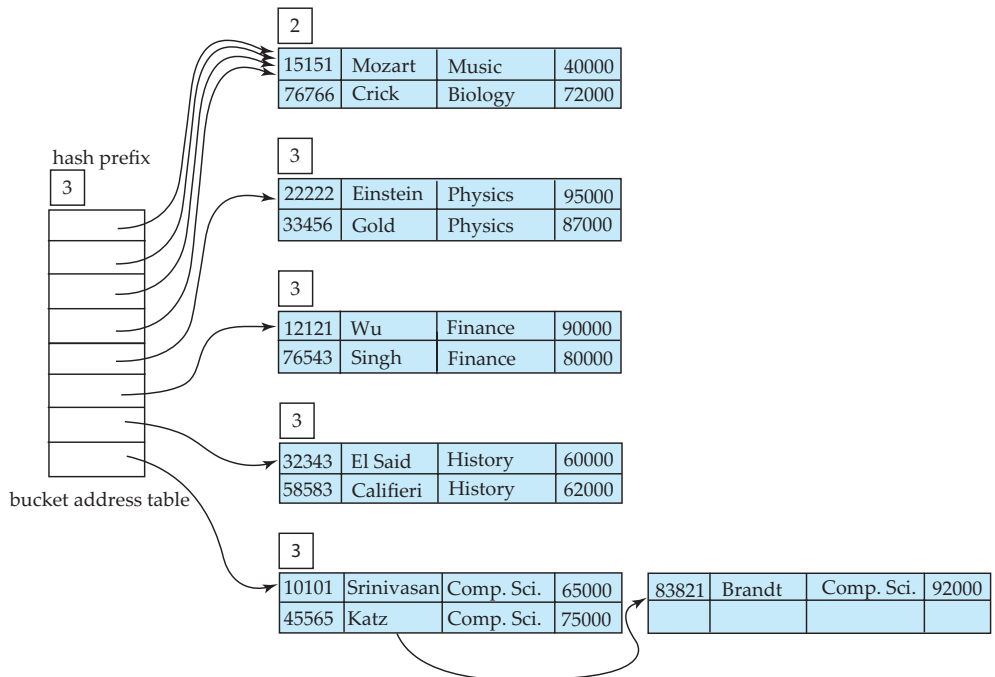 2
15151 Mozart Music 40000
76766 Crick Biology 72000
hash prefix
3
3
22222 Einstein Physics 95000
33456 Gold Physics 87000
3
12121 Wu Finance 90000
76543 Singh Finance 80000
3
32343 El Said History 60000
58583 Califieri History 62000
bucket address table
3
10101 Srinivasan Comp. Sci. 65000
45565 Katz Comp. Sci. 75000
83821 Brandt Comp. Sci. 92000